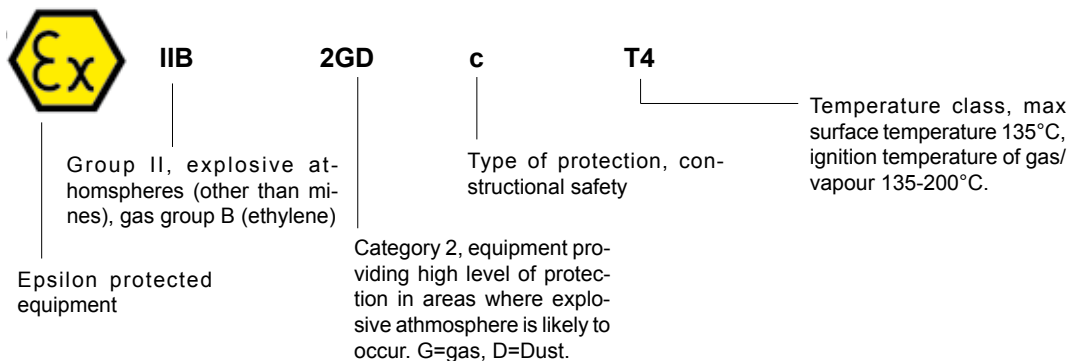 Ex IIB 2GD c T4
Temperature class, max
surface temperature 135°C,
ignition temperature of gas/
vapour 135-200°C.
Group II, explosive at-
homspheres (other than mi-
nes), gas group B (ethylene)
Type of protection, con-
structional safety
Category 2, equipment pro-
viding high level of protec-
tion in areas where explo-
sive athmosphere is likely to
occur. G=gas, D=Dust.
Epsilon protected
equipment